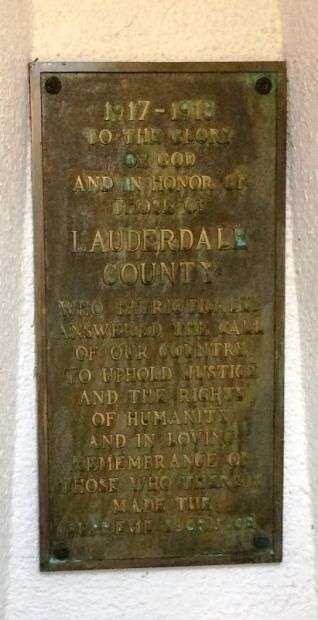 1917-1918
TO THE GLORY
OF GOD
AND IN HONOR OF
THOSE OF
LAUDERDALE
COUNTY
WHO PATRIOTICALLY
ANSWERED THE CALL
OF OUR COUNTRY
TO UPHOLD JUSTICE
AND THE RIGHTS
OF HUMANITY
AND IN LOVING
REMEMBRANCE OF
THOSE WHO THEREIN
MADE THE
SUPREME SACRIFICE